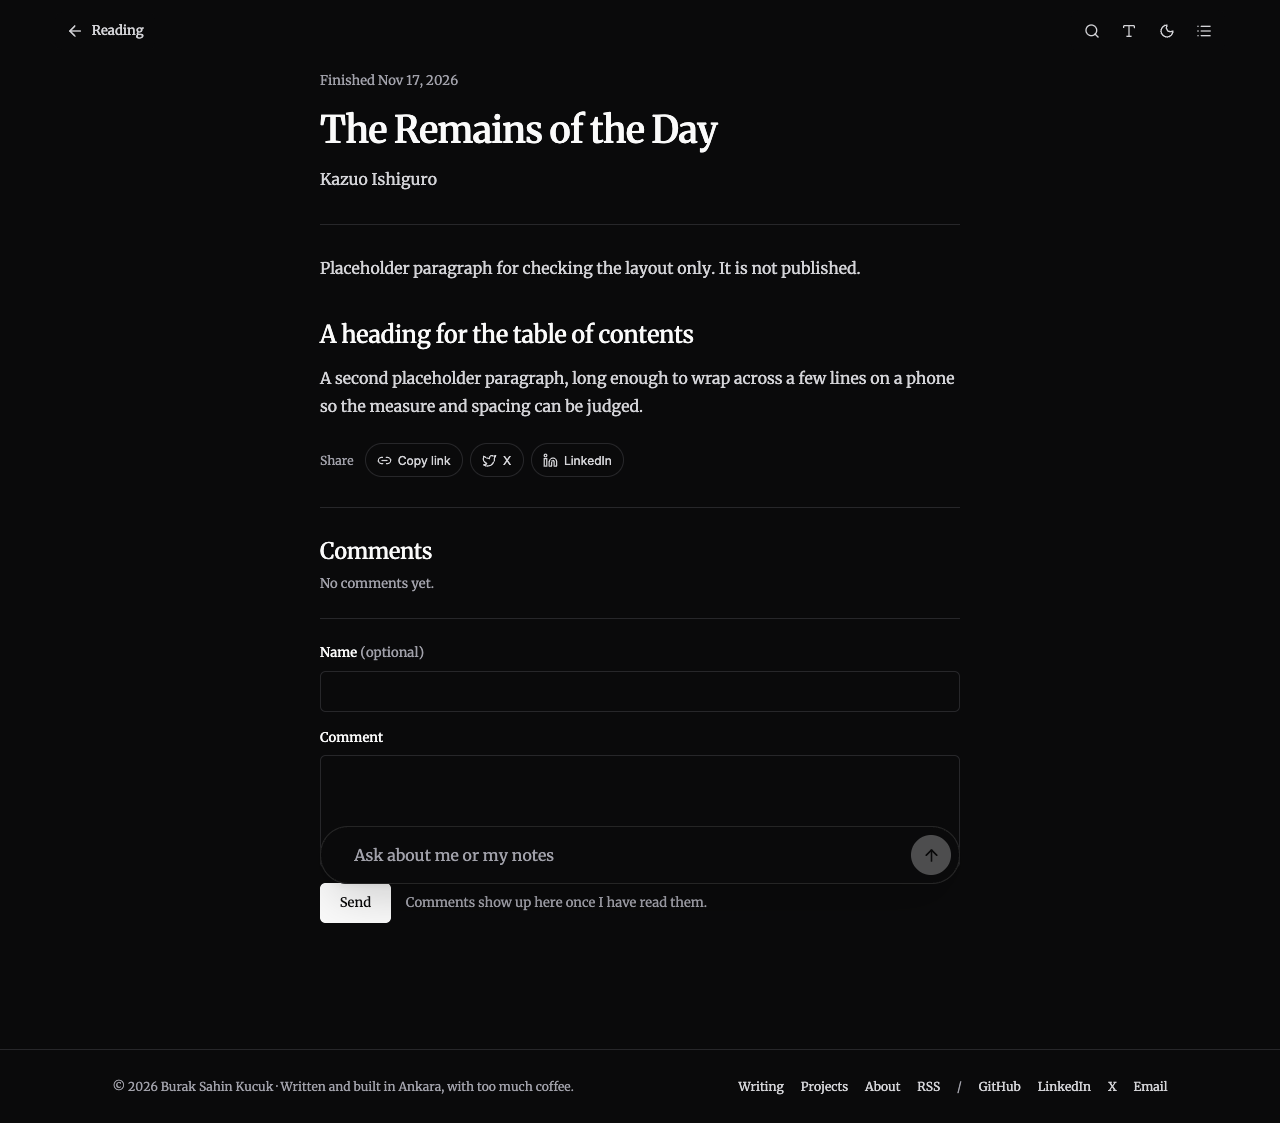 Reading
Finished Nov 17, 2026
The Remains of the Day
Kazuo Ishiguro
Placeholder paragraph for checking the layout only. It is not published.
A heading for the table of contents
A second placeholder paragraph, long enough to wrap across a few lines on a phone
so the measure and spacing can be judged.
Share Copy link X LinkedIn
Comments
No comments yet.
Name (optional)
Comment
Ask about me or my notes
Send Comments show up here once I have read them.
© 2026 Burak Sahin Kucuk · Written and built in Ankara, with too much coffee. Writing Projects About RSS / GitHub LinkedIn X Email